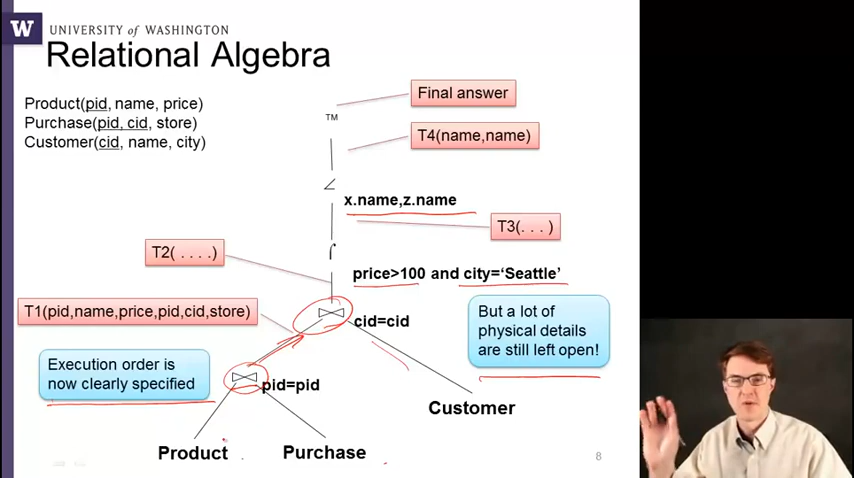 W
UNIVERSITY of WASHINGTON
Relational Algebra
Product(pid, name, price)
Purchase(pid, cid, store)
Customer(cid, name, city)
Final answer
™
T4(name,name)
x.name,z.name
T3(. . . )
T2( . . . .)
price>100 and city=‘Seattle’
T1(pid,name,price,pid,cid,store)
cid=cid
But a lot of
physical details
are still left open!
Execution order is
now clearly specified
pid=pid
Customer
Product
Purchase
8